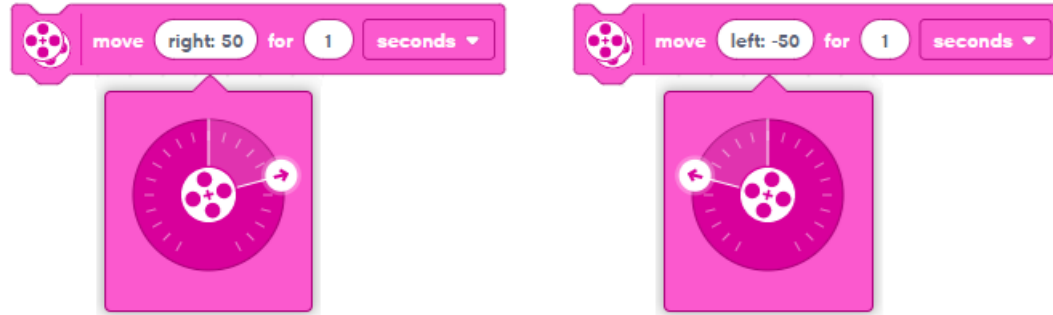 move right: 50 for 1 seconds
move left: -50 for 1 seconds